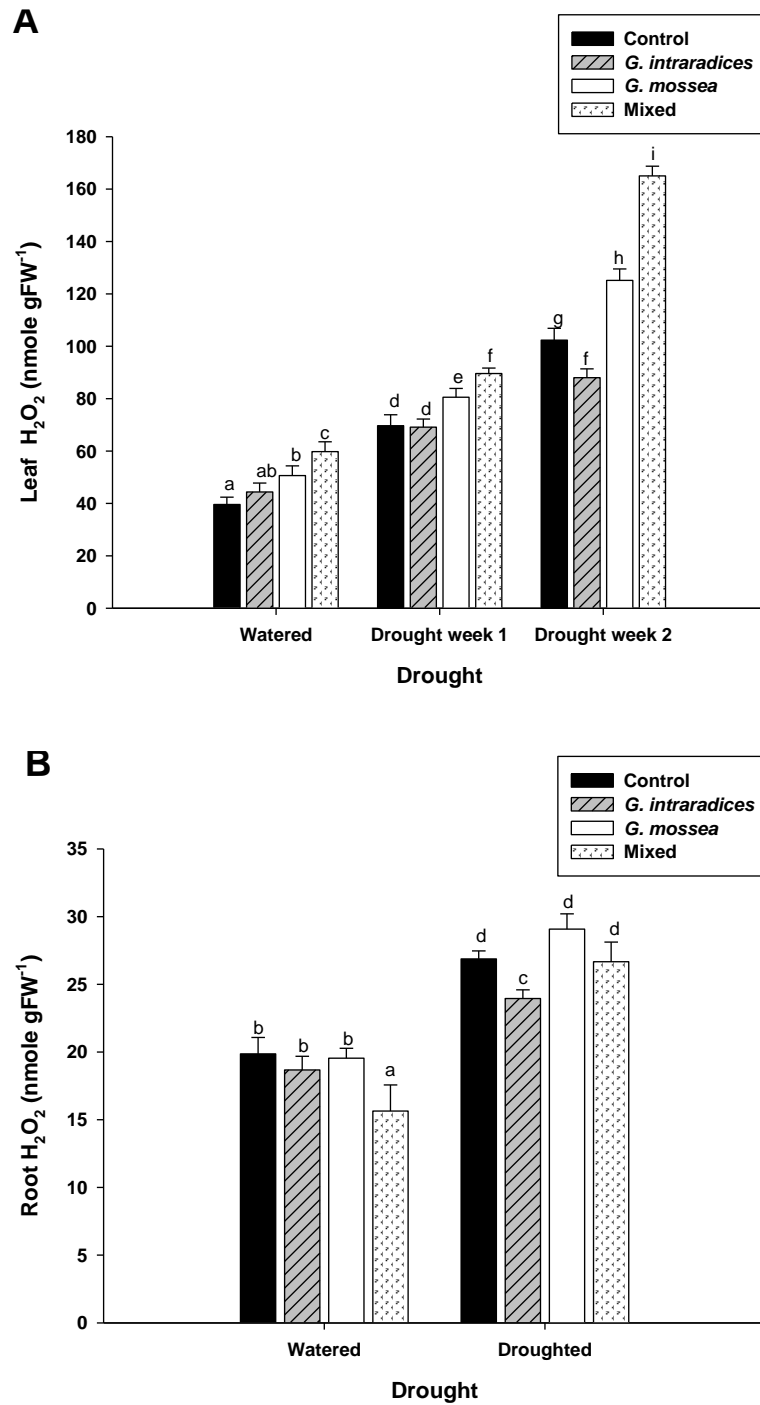 A
Control
G. intraradices
G. mossea
Mixed
180
160
140
120
100
80
60
40
20
0
Leaf H₂O₂ (nmole gFW⁻¹)
a
ab
b
c
d
d
e
f
g
f
h
i
Watered
Drought week 1
Drought week 2
Drought
B
Control
G. intraradices
G. mossea
Mixed
35
30
25
20
15
10
5
0
Root H₂O₂ (nmole gFW⁻¹)
b
b
b
a
d
c
d
d
Watered
Droughted
Drought